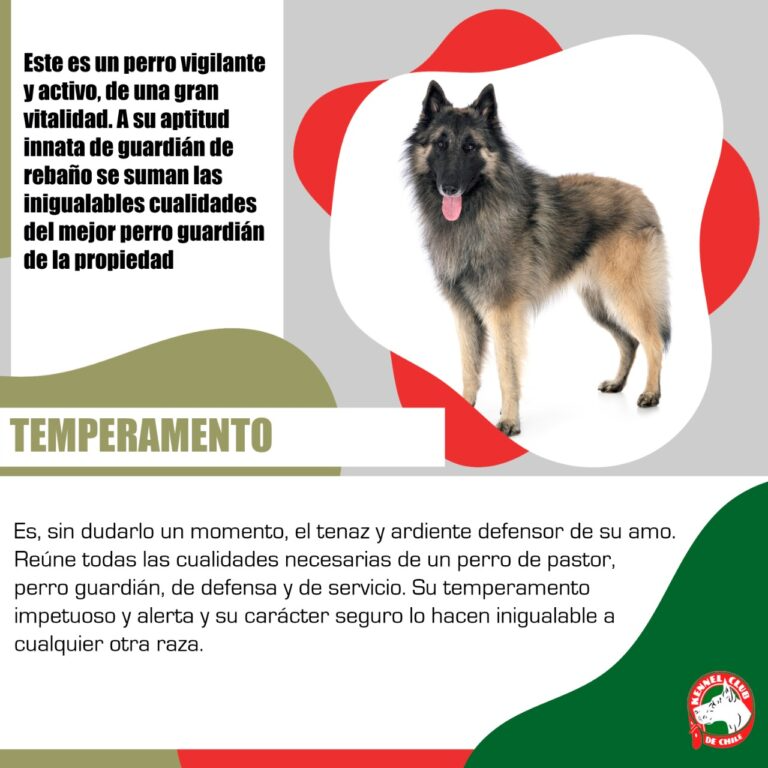 Este es un perro vigilante
y activo, de una gran
vitalidad. A su aptitud
innata de guardián de
rebaño se suman las
inigualables cualidades
del mejor perro guardián
de la propiedad
TEMPERAMENTO
Es, sin dudarlo un momento, el tenaz y ardiente defensor de su amo.
Reúne todas las cualidades necesarias de un perro de pastor,
perro guardián, de defensa y de servicio. Su temperamento
impetuoso y alerta y su carácter seguro lo hacen inigualable a
cualquier otra raza.
KENNEL CLUB
DE CHILE